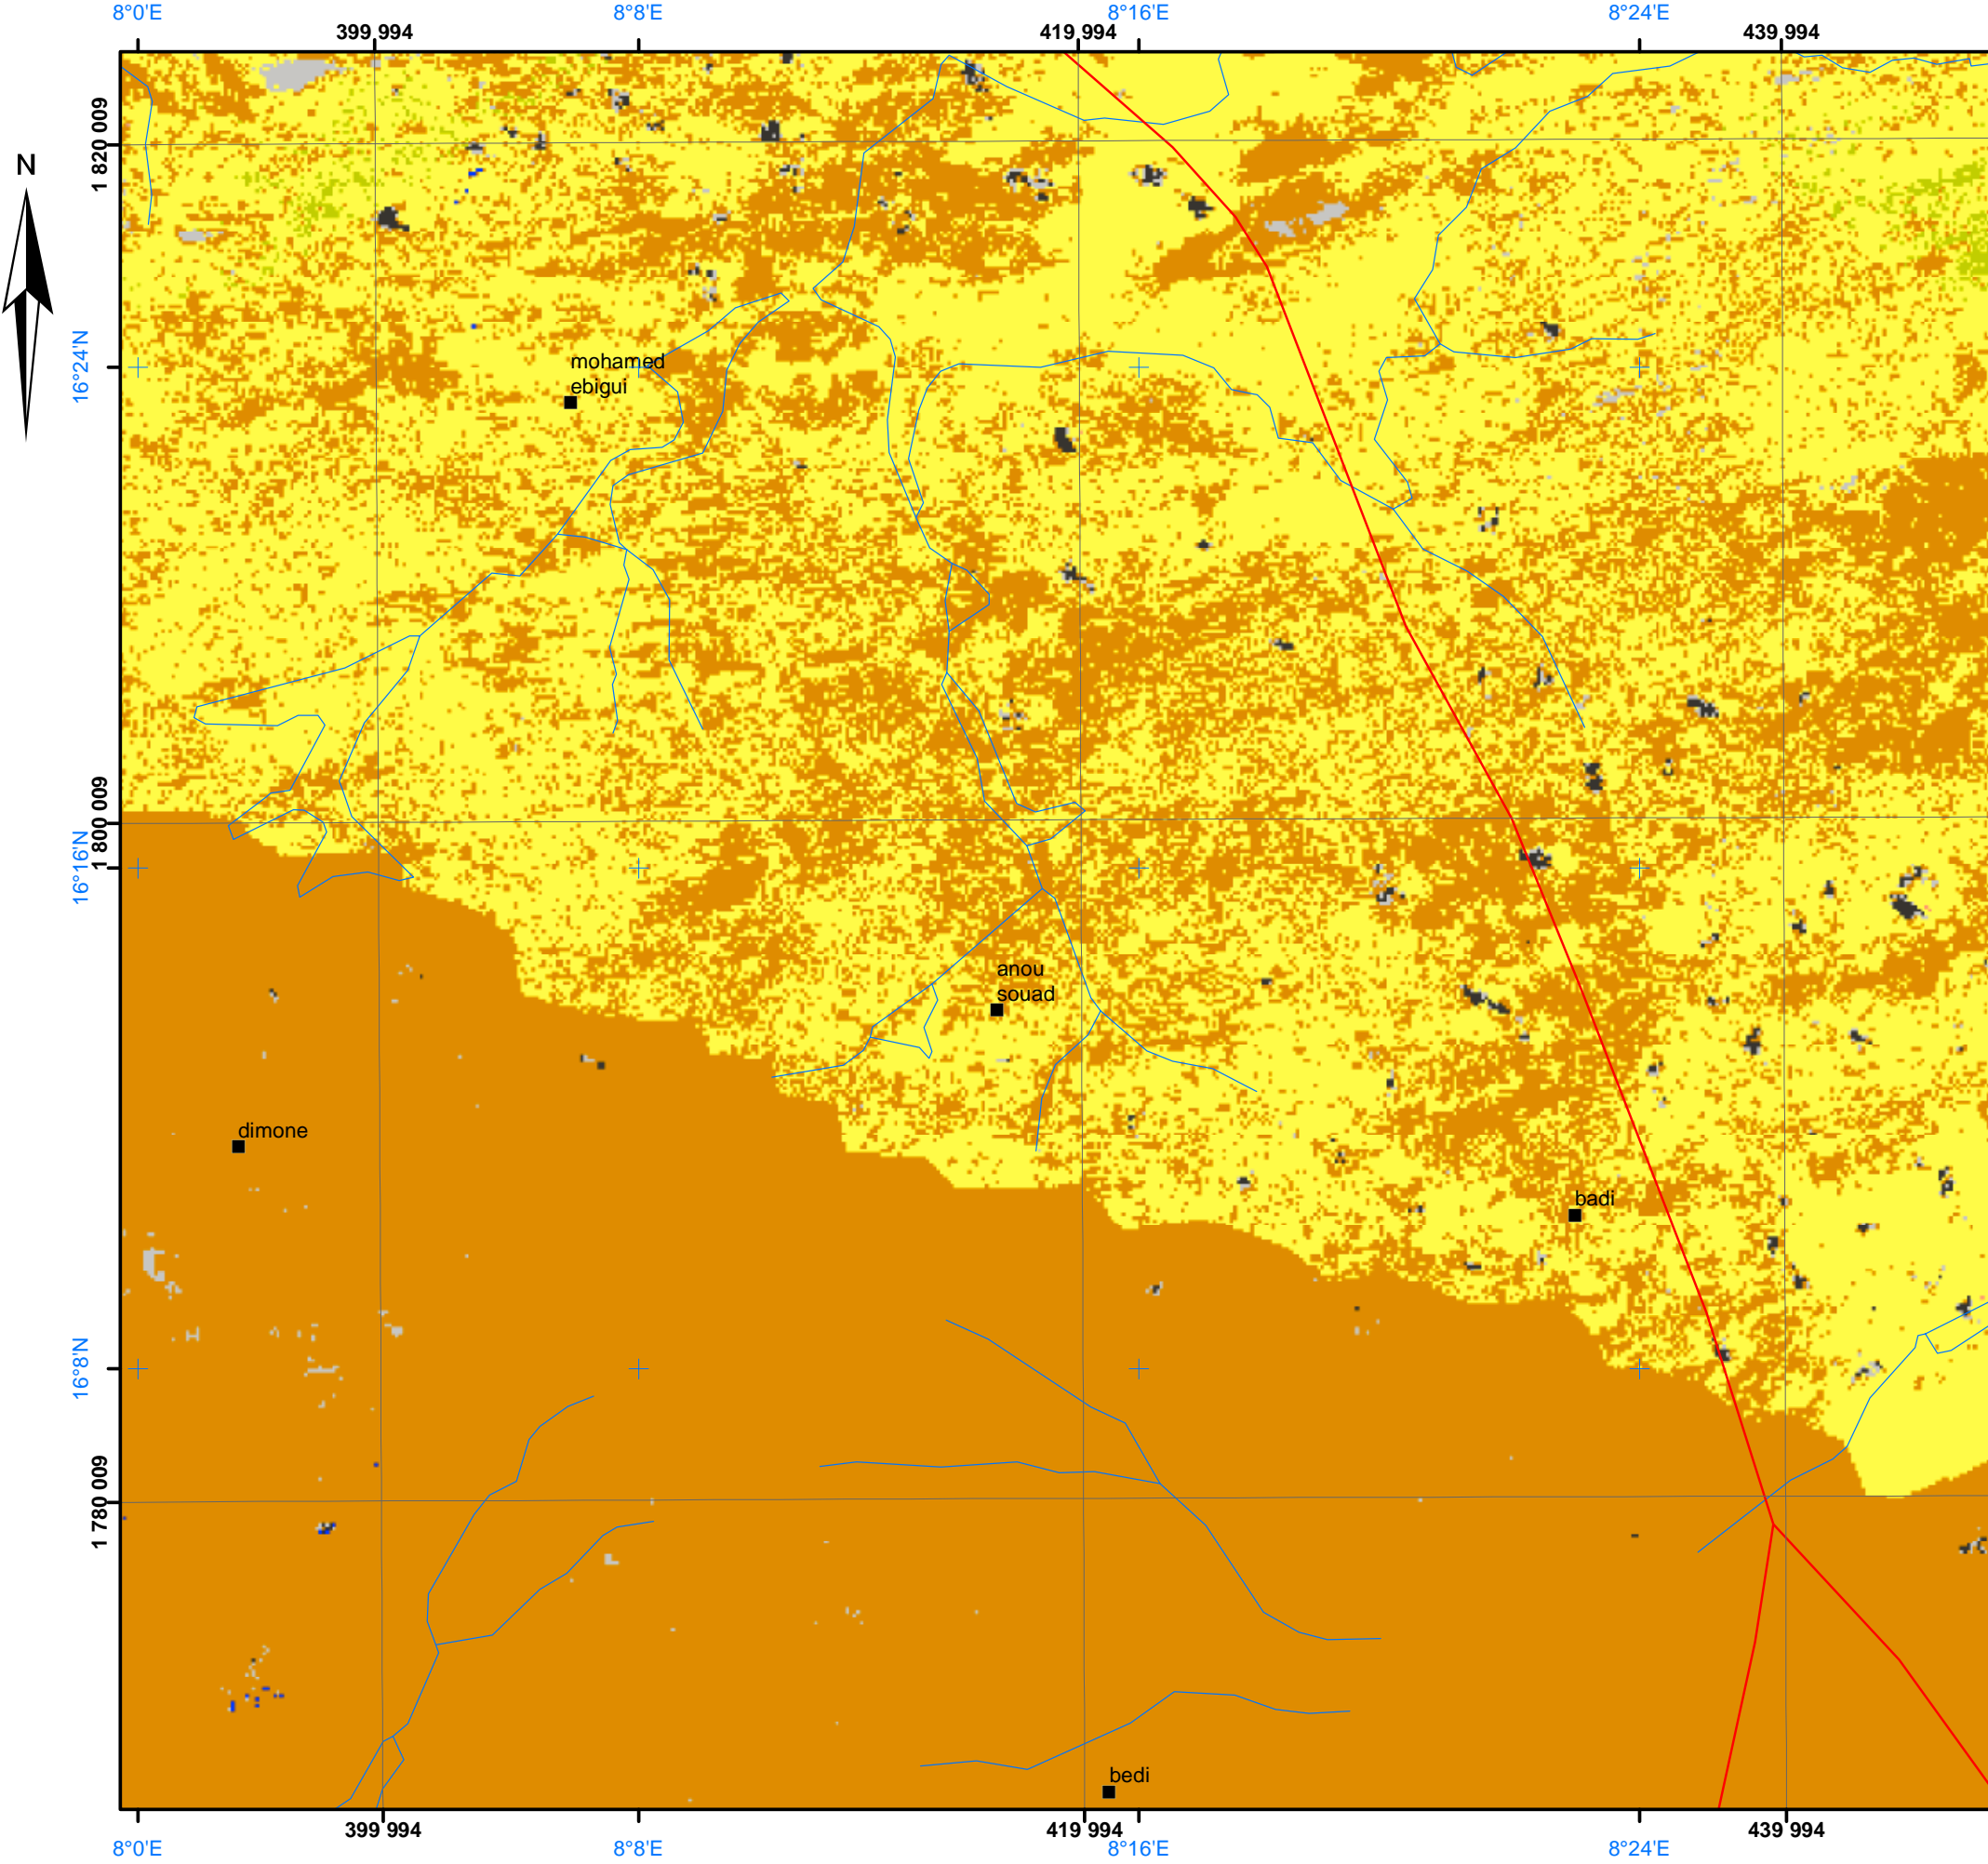 8°0'E 8°8'E 8°16'E 8°24'E
399 994 419 994 439 994
1 820 009
N
16°24'N
mohamed
ebigui
1 800 009
16°16'N
anou
souad
dimone
badi
16°8'N
1 780 009
bedi
399 994 419 994 439 994
8°0'E 8°8'E 8°16'E 8°24'E